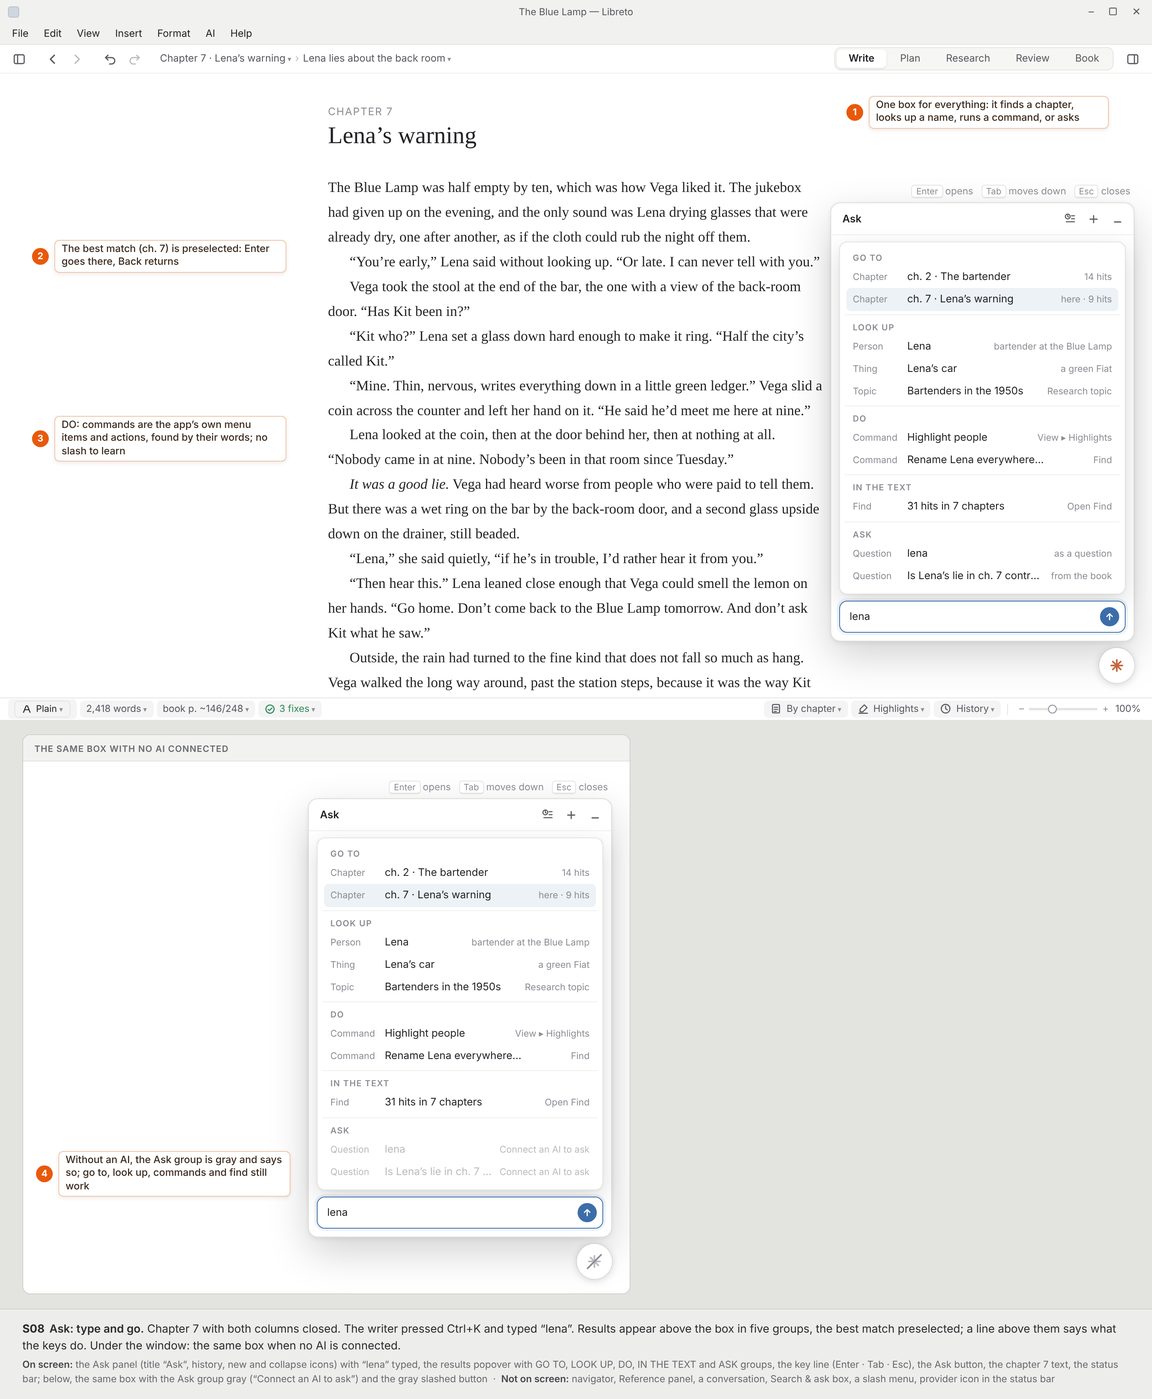 The Blue Lamp — Libreto
File Edit View Insert Format AI Help
Chapter 7 · Lena’s warning › Lena lies about the back room
Write Plan Research Review Book
CHAPTER 7
Lena’s warning
The Blue Lamp was half empty by ten, which was how Vega liked it. The jukebox
had given up on the evening, and the only sound was Lena drying glasses that were
already dry, one after another, as if the cloth could rub the night off them.
“You’re early,” Lena said without looking up. “Or late. I can never tell with you.”
Vega took the stool at the end of the bar, the one with a view of the back-room
door. “Has Kit been in?”
“Kit who?” Lena set a glass down hard enough to make it ring. “Half the city’s
called Kit.”
“Mine. Thin, nervous, writes everything down in a little green ledger.” Vega slid a
coin across the counter and left her hand on it. “He said he’d meet me here at nine.”
Lena looked at the coin, then at the door behind her, then at nothing at all.
“Nobody came in at nine. Nobody’s been in that room since Tuesday.”
It was a good lie. Vega had heard worse from people who were paid to tell them.
But there was a wet ring on the bar by the back-room door, and a second glass upside
down on the drainer, still beaded.
“Lena,” she said quietly, “if he’s in trouble, I’d rather hear it from you.”
“Then hear this.” Lena leaned close enough that Vega could smell the lemon on
her hands. “Go home. Don’t come back to the Blue Lamp tomorrow. And don’t ask
Kit what he saw.”
Outside, the rain had turned to the fine kind that does not fall so much as hang.
Vega walked the long way around, past the station steps, because it was the way Kit
1
One box for everything: it finds a chapter,
looks up a name, runs a command, or asks
2
The best match (ch. 7) is preselected: Enter
goes there, Back returns
3
DO: commands are the app’s own menu
items and actions, found by their words; no
slash to learn
Enter opens Tab moves down Esc closes
Ask
GO TO
Chapter ch. 2 · The bartender 14 hits
Chapter ch. 7 · Lena’s warning here · 9 hits
LOOK UP
Person Lena bartender at the Blue Lamp
Thing Lena’s car a green Fiat
Topic Bartenders in the 1950s Research topic
DO
Command Highlight people View ▸ Highlights
Command Rename Lena everywhere… Find
IN THE TEXT
Find 31 hits in 7 chapters Open Find
ASK
Question lena as a question
Question Is Lena’s lie in ch. 7 contr… from the book
lena
Plain 2,418 words book p. ~146/248 3 fixes By chapter Highlights History − + 100%
THE SAME BOX WITH NO AI CONNECTED
Enter opens Tab moves down Esc closes
Ask
GO TO
Chapter ch. 2 · The bartender 14 hits
Chapter ch. 7 · Lena’s warning here · 9 hits
LOOK UP
Person Lena bartender at the Blue Lamp
Thing Lena’s car a green Fiat
Topic Bartenders in the 1950s Research topic
DO
Command Highlight people View ▸ Highlights
Command Rename Lena everywhere… Find
IN THE TEXT
Find 31 hits in 7 chapters Open Find
ASK
Question lena Connect an AI to ask
Question Is Lena’s lie in ch. 7 … Connect an AI to ask
lena
4
Without an AI, the Ask group is gray and says
so; go to, look up, commands and find still
work
S08 Ask: type and go. Chapter 7 with both columns closed. The writer pressed Ctrl+K and typed “lena”. Results appear above the box in five groups, the best match preselected; a line above them says what
the keys do. Under the window: the same box when no AI is connected.
On screen: the Ask panel (title “Ask”, history, new and collapse icons) with “lena” typed, the results popover with GO TO, LOOK UP, DO, IN THE TEXT and ASK groups, the key line (Enter · Tab · Esc), the Ask button, the chapter 7 text, the status
bar; below, the same box with the Ask group gray (“Connect an AI to ask”) and the gray slashed button · Not on screen: navigator, Reference panel, a conversation, Search & ask box, a slash menu, provider icon in the status bar